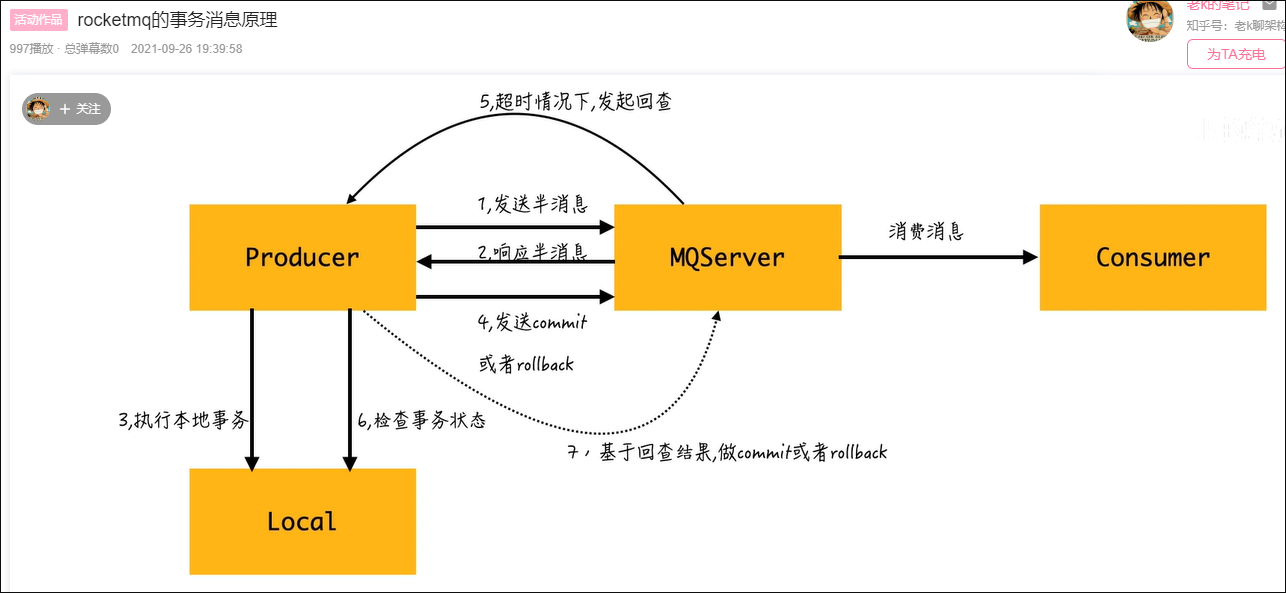 活动作品 rocketmq的事务消息原理
997播放 · 总弹幕数0 2021-09-26 19:39:58
老k的笔记
知乎号：老k聊架构
为TA充电
+ 关注
5,超时情况下,发起回查
1,发送半消息
2,响应半消息
4,发送commit
或者rollback
消费消息
Producer
MQServer
Consumer
3,执行本地事务
6,检查事务状态
7，基于回查结果,做commit或者rollback
Local